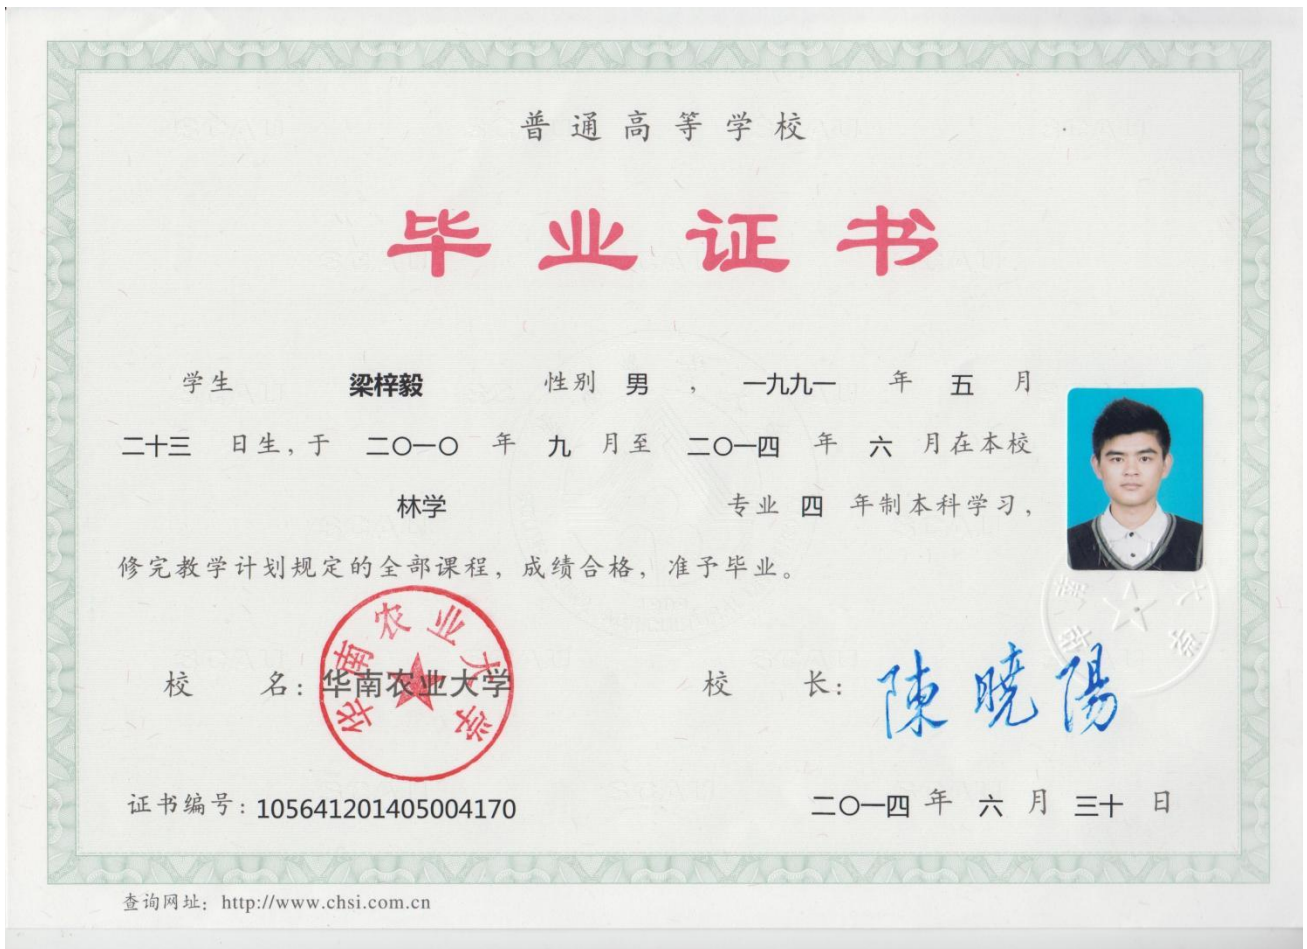 普通高等学校
毕业证书
学生 梁梓毅 性别 男 ， 一九九一 年 五 月
二十三 日生，于 二〇一〇 年 九 月至 二〇一四 年 六 月在本校
林学 专业 四 年制本科学习，
修完教学计划规定的全部课程，成绩合格，准予毕业。
华南农业大学
校 名：华南农业大学 校 长：陳曉陽
证书编号：105641201405004170 二〇一四 年 六 月 三十 日
查询网址：http://www.chsi.com.cn